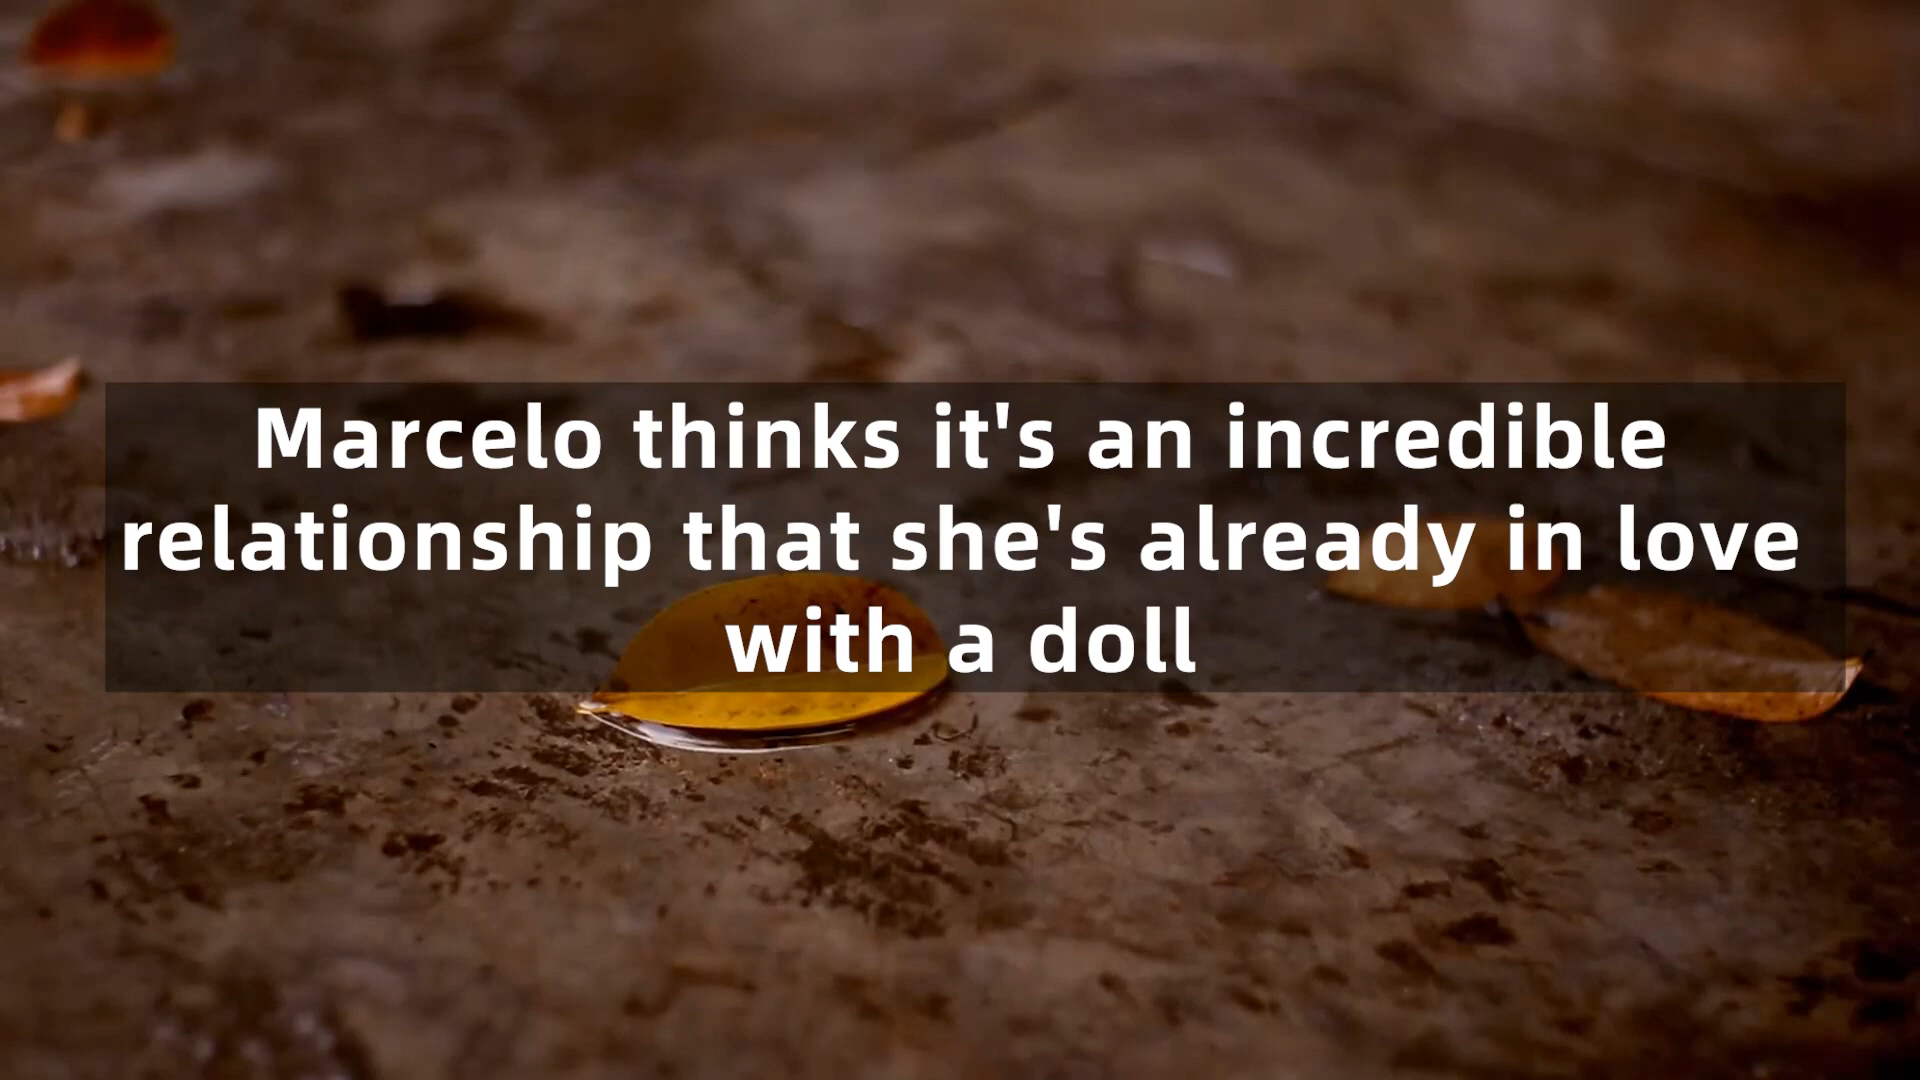 Marcelo thinks it's an incredible
relationship that she's already in love
with a doll